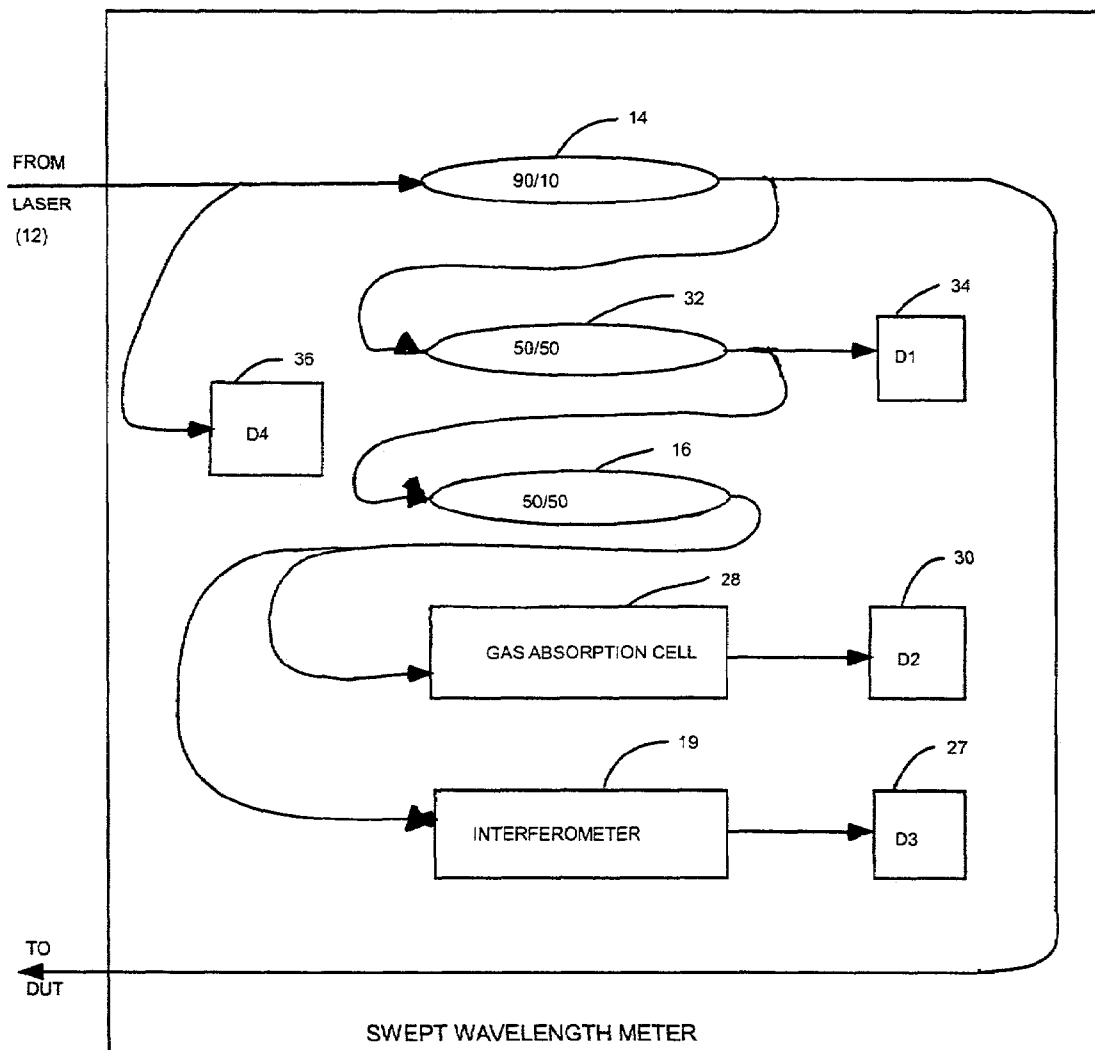 14
FROM
LASER
(12)
90/10
32
34
50/50
D1
36
D4
16
50/50
28
30
GAS ABSORPTION CELL
D2
19
27
INTERFEROMETER
D3
TO
DUT
SWEPT WAVELENGTH METER